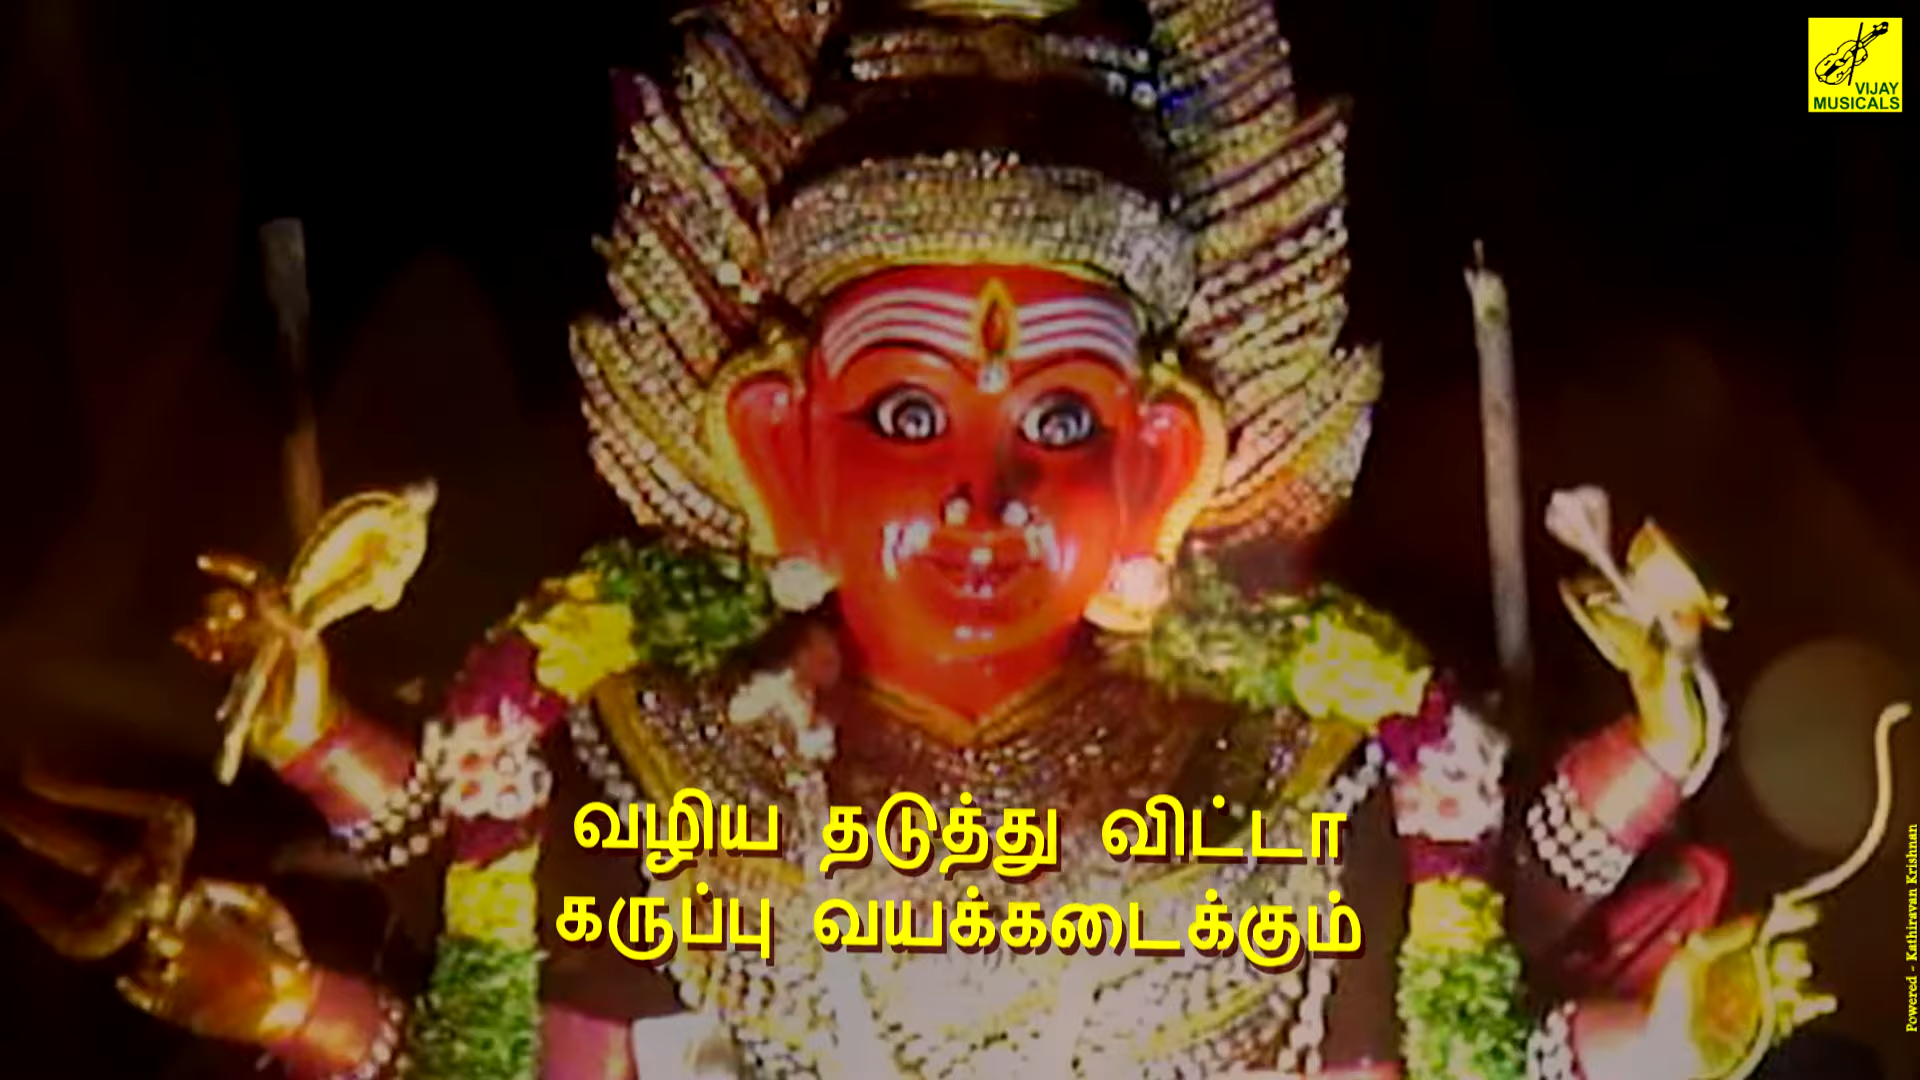 VIJAY
MUSICALS
வழிய தடுத்து விட்டா
கருப்பு வயக்கடைக்கும்
Powered - Kathiravan Krishnan